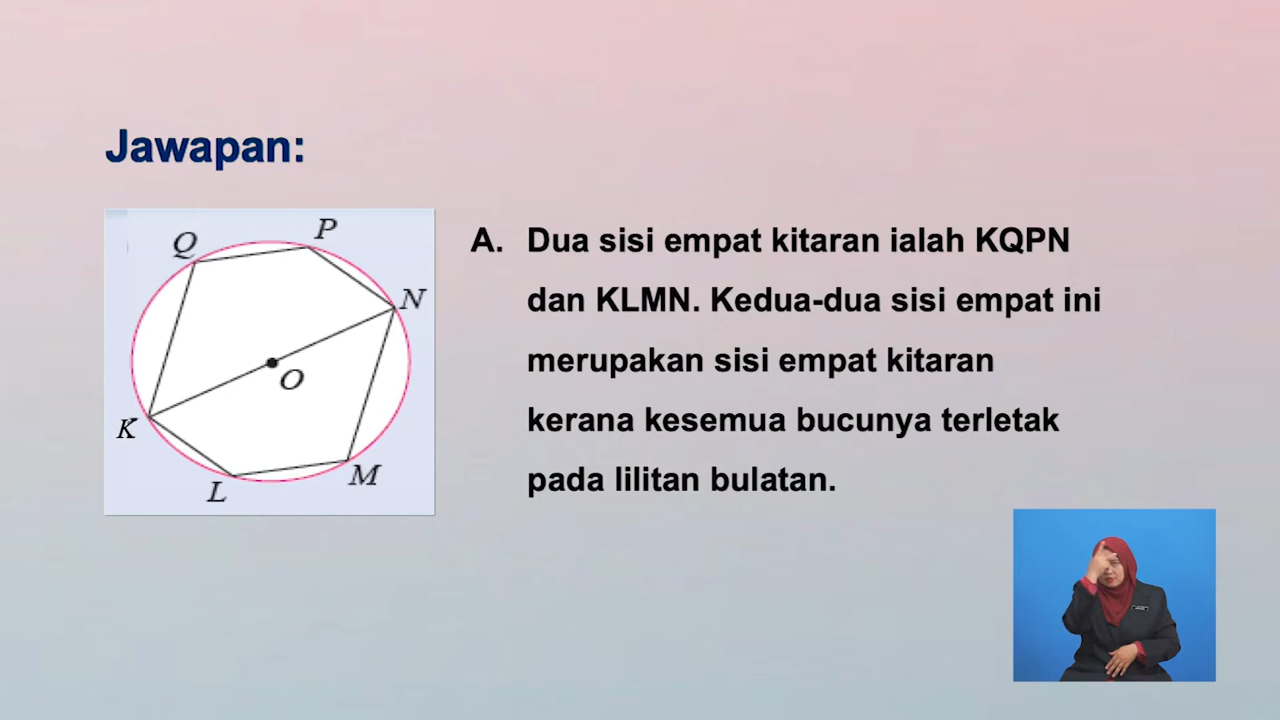 Jawapan:
Q
P
N
O
K
L
M
A. Dua sisi empat kitaran ialah KQPN
dan KLMN. Kedua-dua sisi empat ini
merupakan sisi empat kitaran
kerana kesemua bucunya terletak
pada lilitan bulatan.